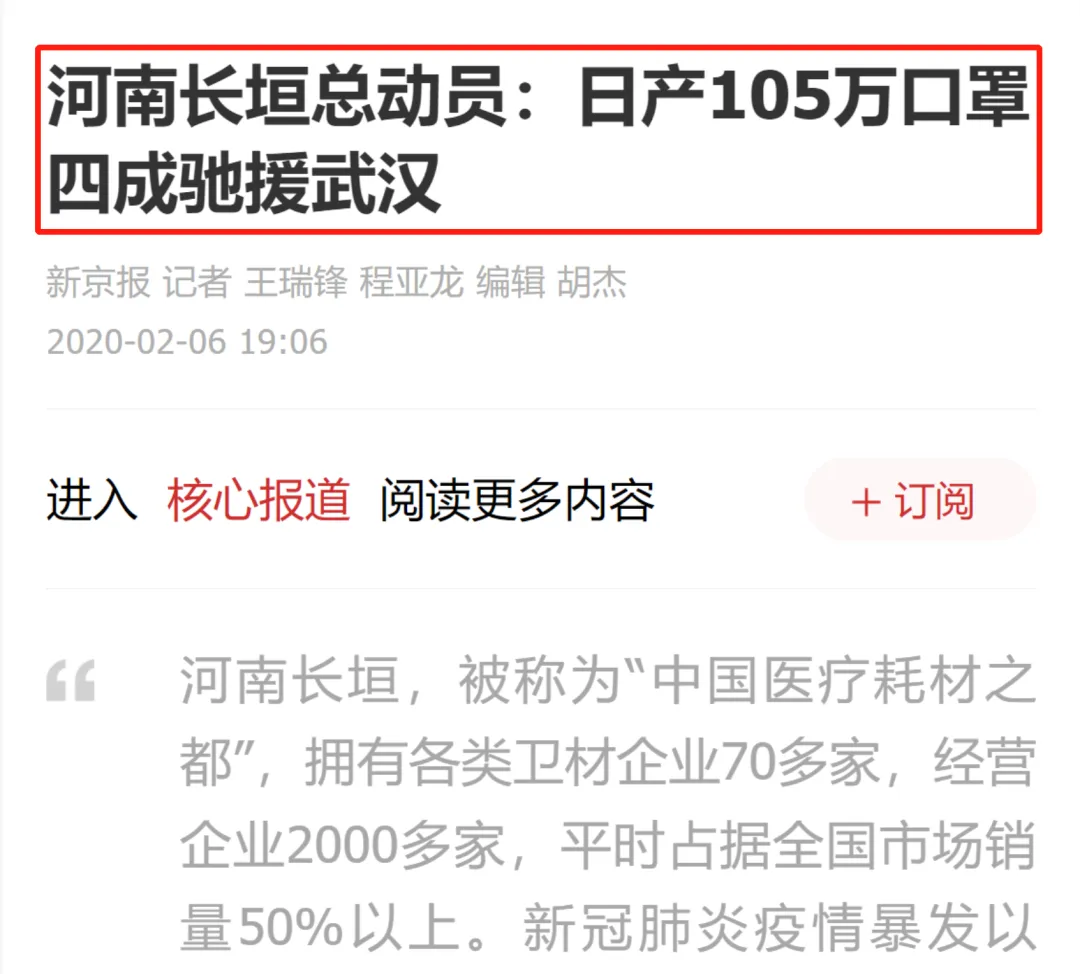 河南长垣总动员：日产105万口罩
四成驰援武汉
新京报 记者 王瑞锋 程亚龙 编辑 胡杰
2020-02-06 19:06
进入 核心报道 阅读更多内容
+ 订阅
“ 河南长垣，被称为“中国医疗耗材之
都”，拥有各类卫材企业70多家，经营
企业2000多家，平时占据全国市场销
量50%以上。新冠肺炎疫情暴发以